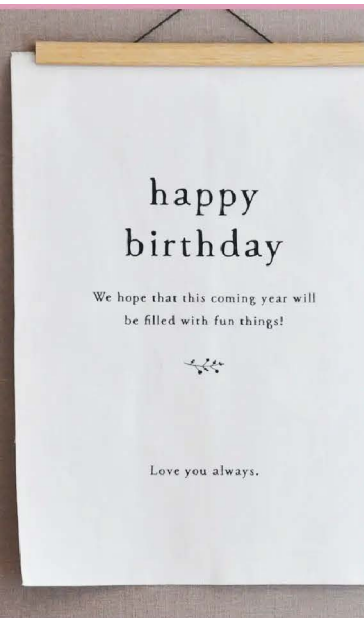 happy
birthday
We hope that this coming year will
be filled with fun things!
Love you always.